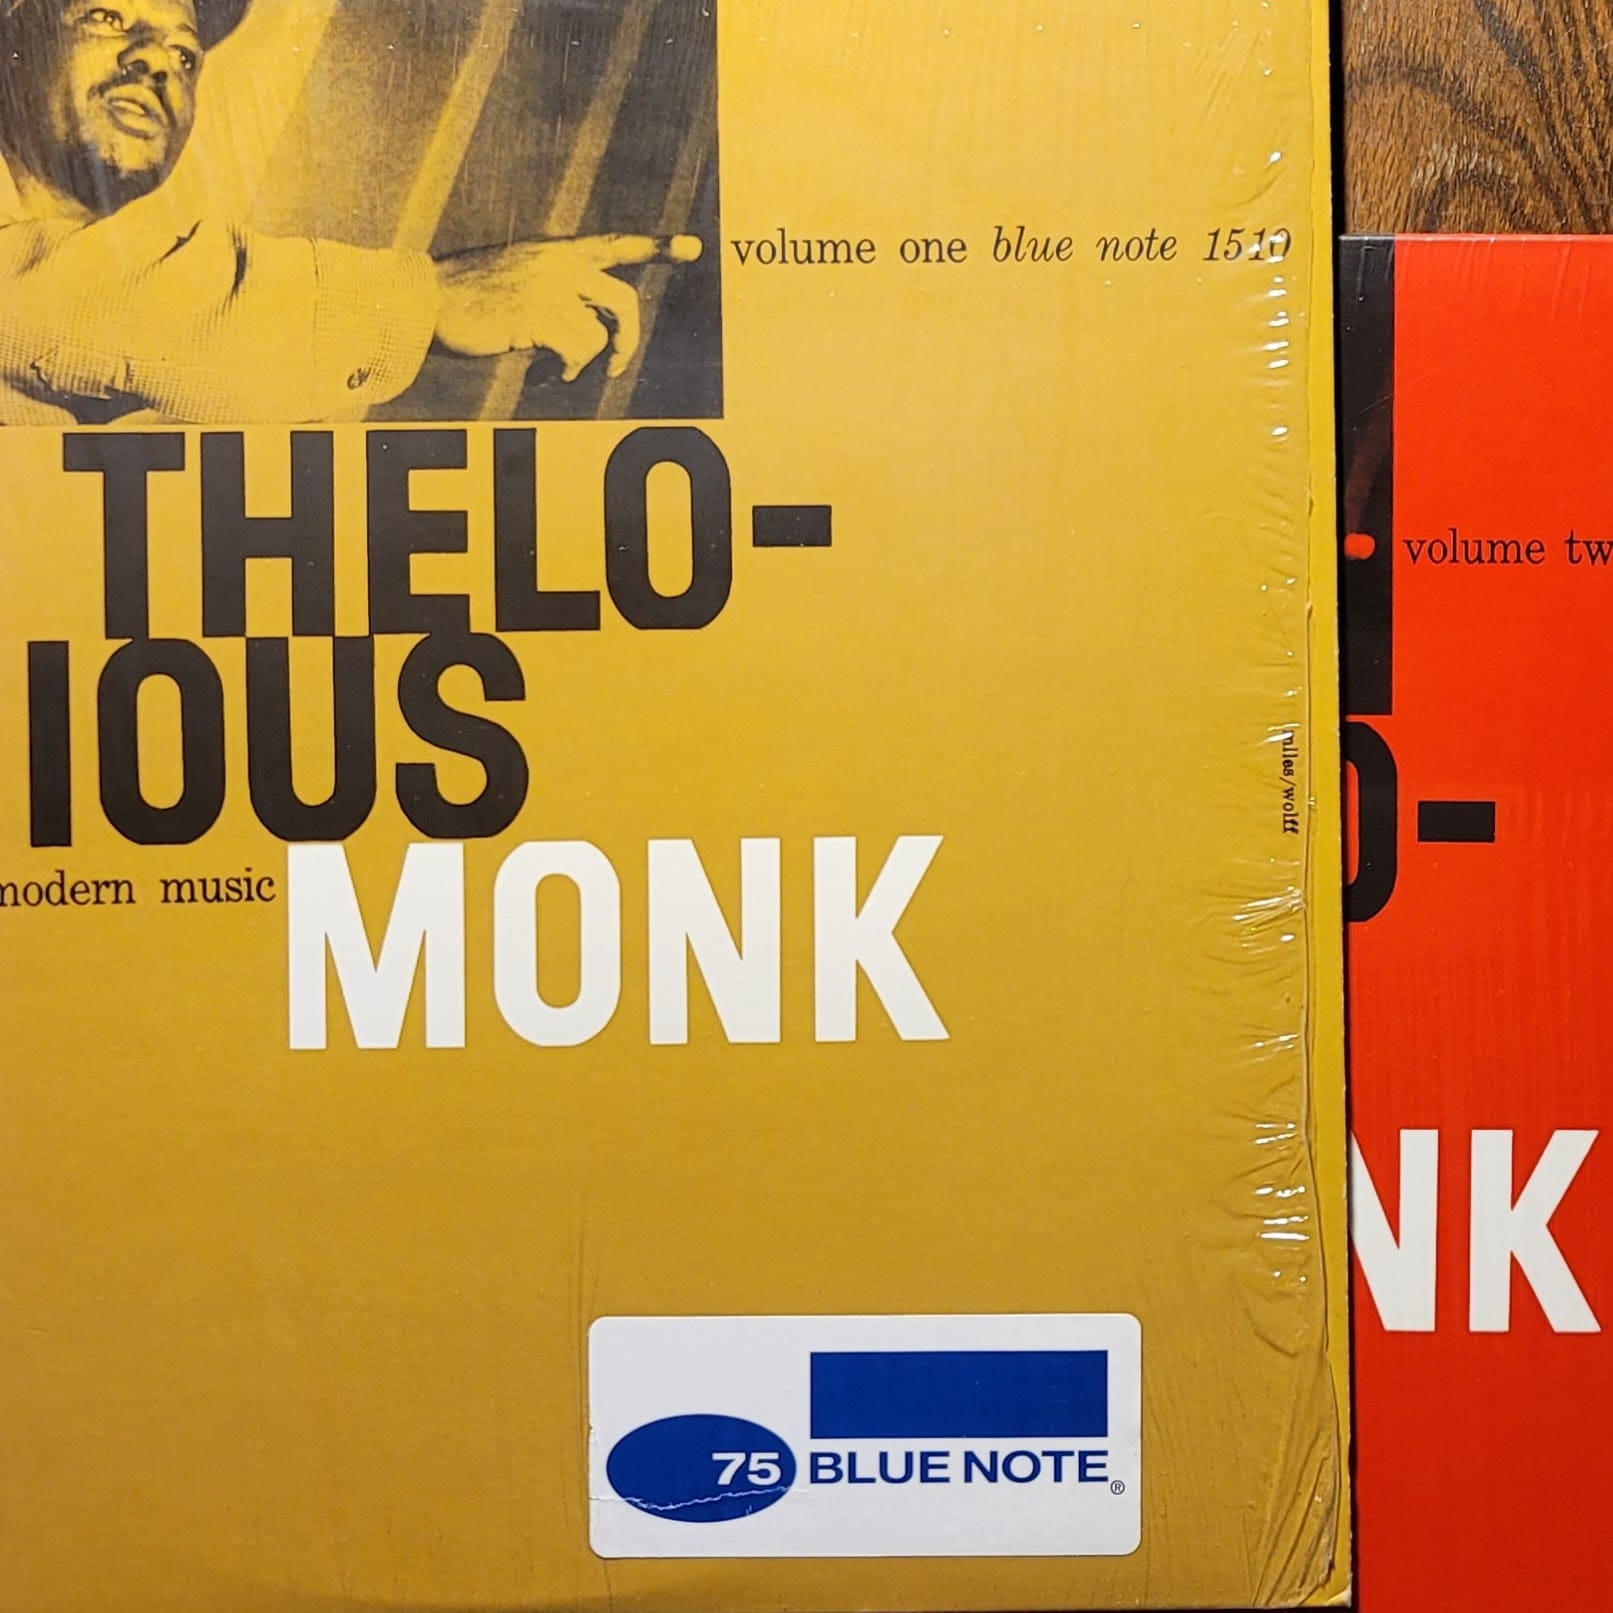 volume one blue note 1510
THELO-
IOUS
modern music MONK
miles/wolff
75 BLUE NOTE®
volume tw
O-
NK